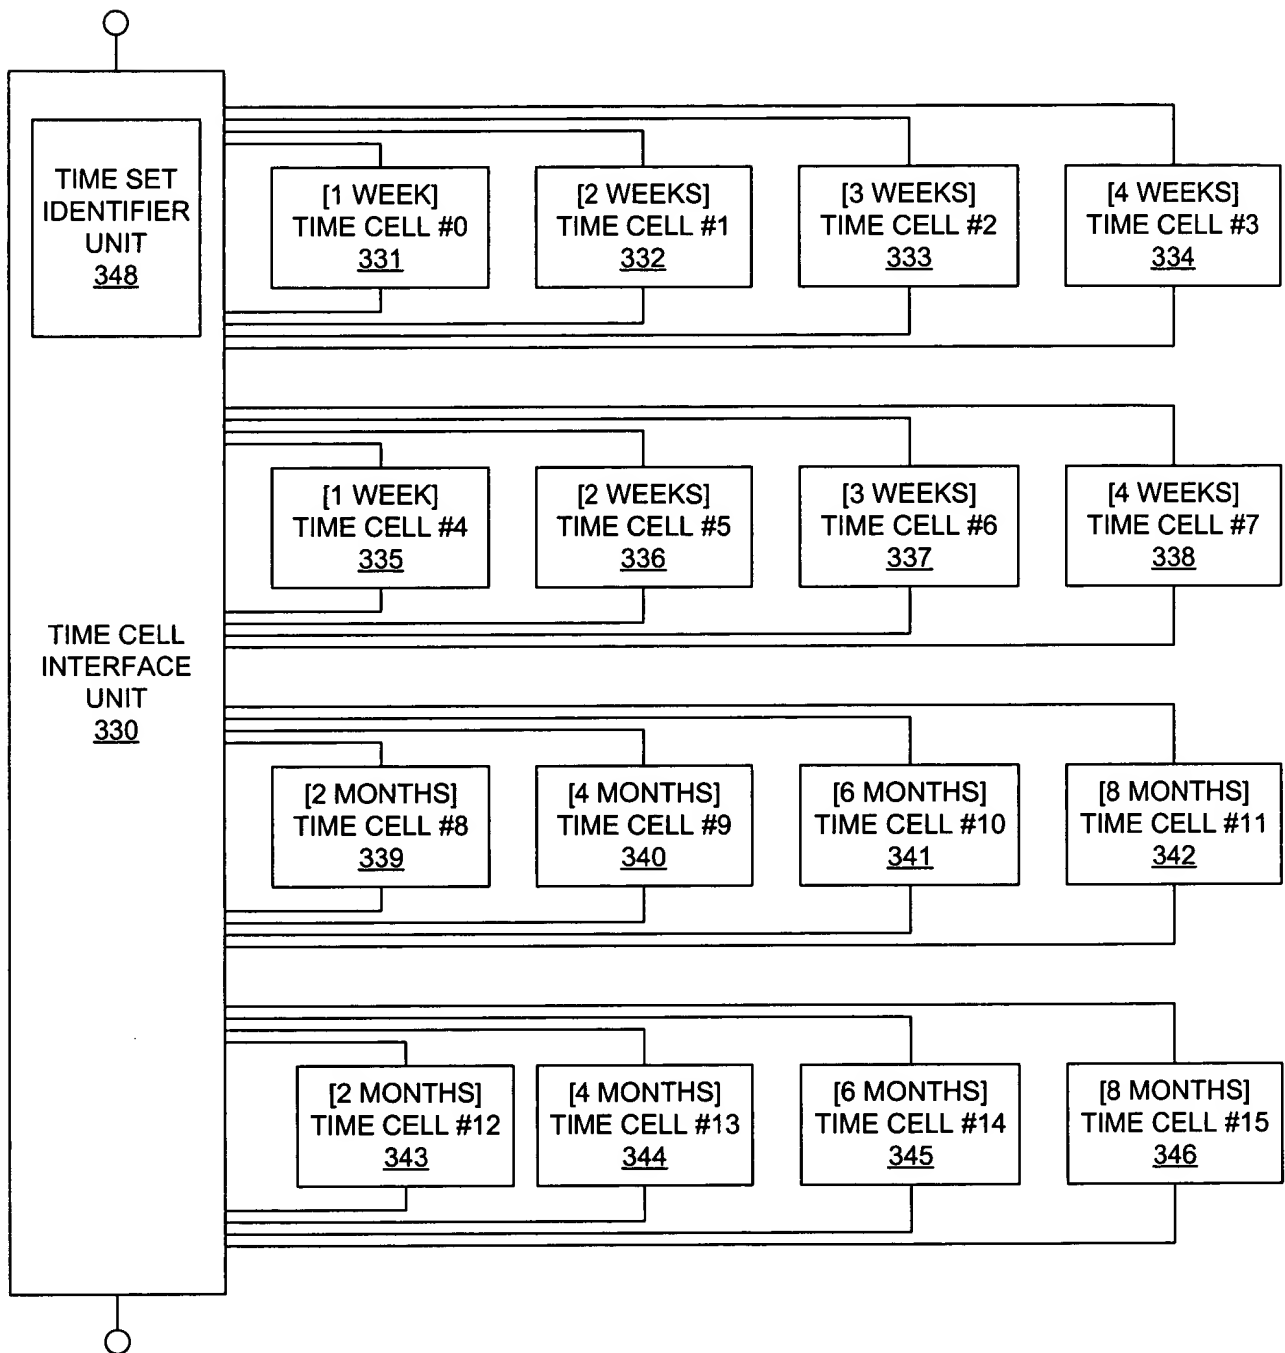 TIME SET
IDENTIFIER
UNIT
348
TIME CELL
INTERFACE
UNIT
330
[1 WEEK]
TIME CELL #0
331
[2 WEEKS]
TIME CELL #1
332
[3 WEEKS]
TIME CELL #2
333
[4 WEEKS]
TIME CELL #3
334
[1 WEEK]
TIME CELL #4
335
[2 WEEKS]
TIME CELL #5
336
[3 WEEKS]
TIME CELL #6
337
[4 WEEKS]
TIME CELL #7
338
[2 MONTHS]
TIME CELL #8
339
[4 MONTHS]
TIME CELL #9
340
[6 MONTHS]
TIME CELL #10
341
[8 MONTHS]
TIME CELL #11
342
[2 MONTHS]
TIME CELL #12
343
[4 MONTHS]
TIME CELL #13
344
[6 MONTHS]
TIME CELL #14
345
[8 MONTHS]
TIME CELL #15
346